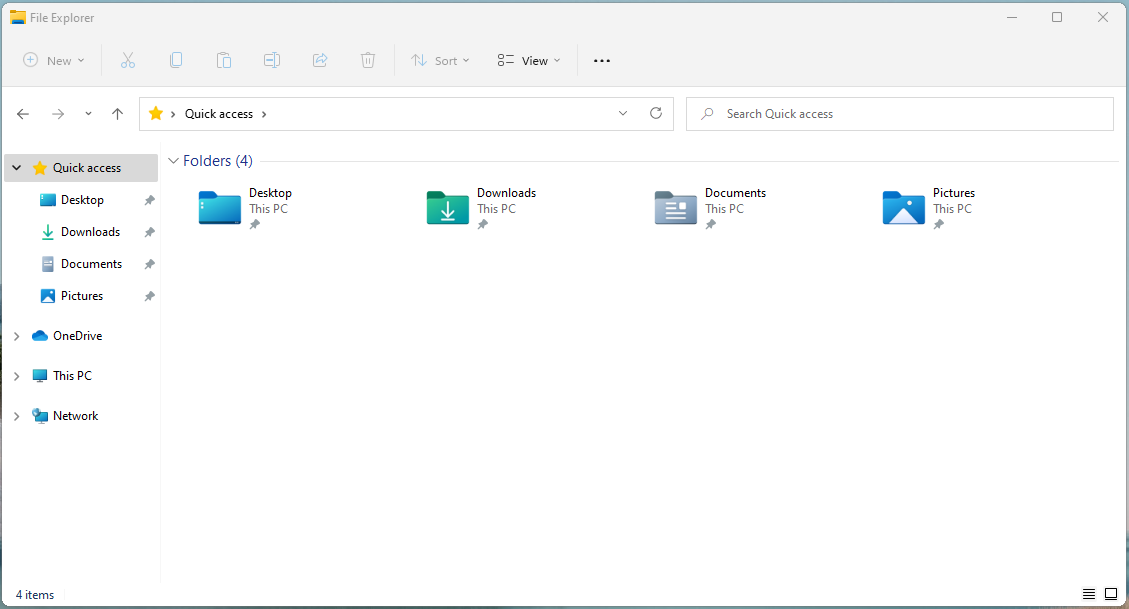 File Explorer
New
Sort
View
Quick access
Search Quick access
Quick access
Desktop
Downloads
Documents
Pictures
OneDrive
This PC
Network
Folders (4)
Desktop
This PC
Downloads
This PC
Documents
This PC
Pictures
This PC
4 items